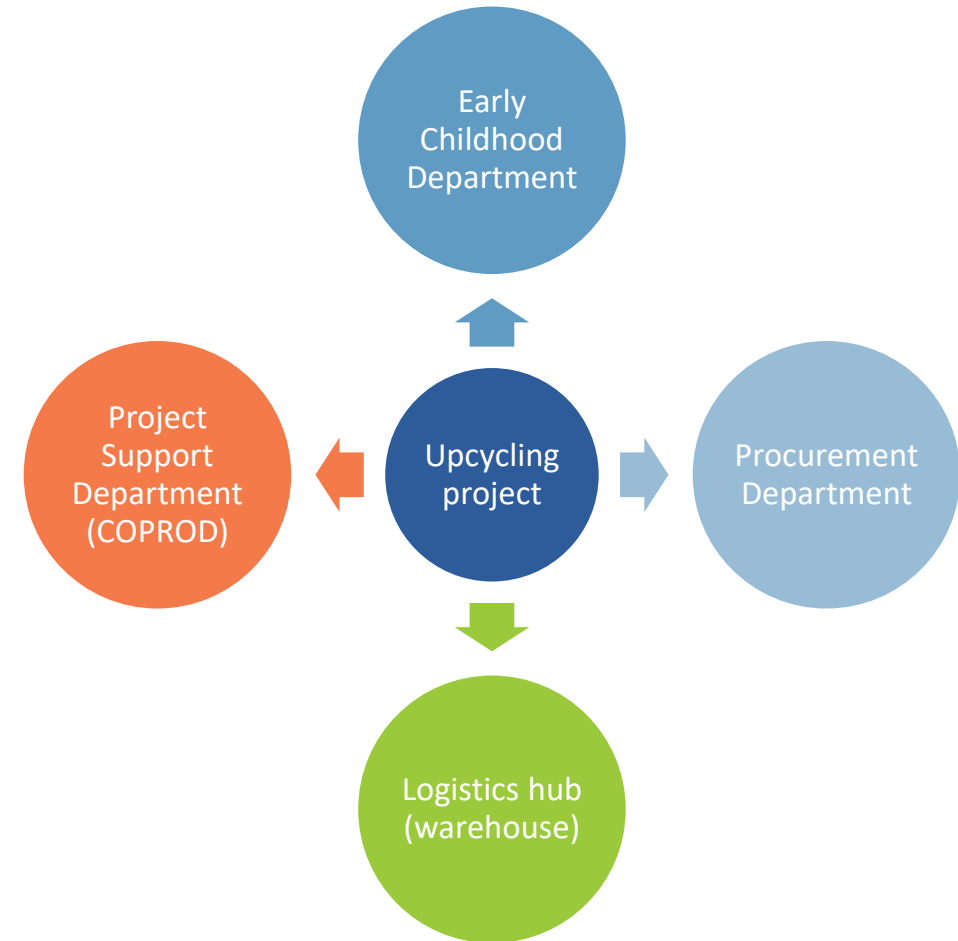 Early
Childhood
Department
Project
Support
Department
(COPROD)
Upcycling
project
Procurement
Department
Logistics hub
(warehouse)